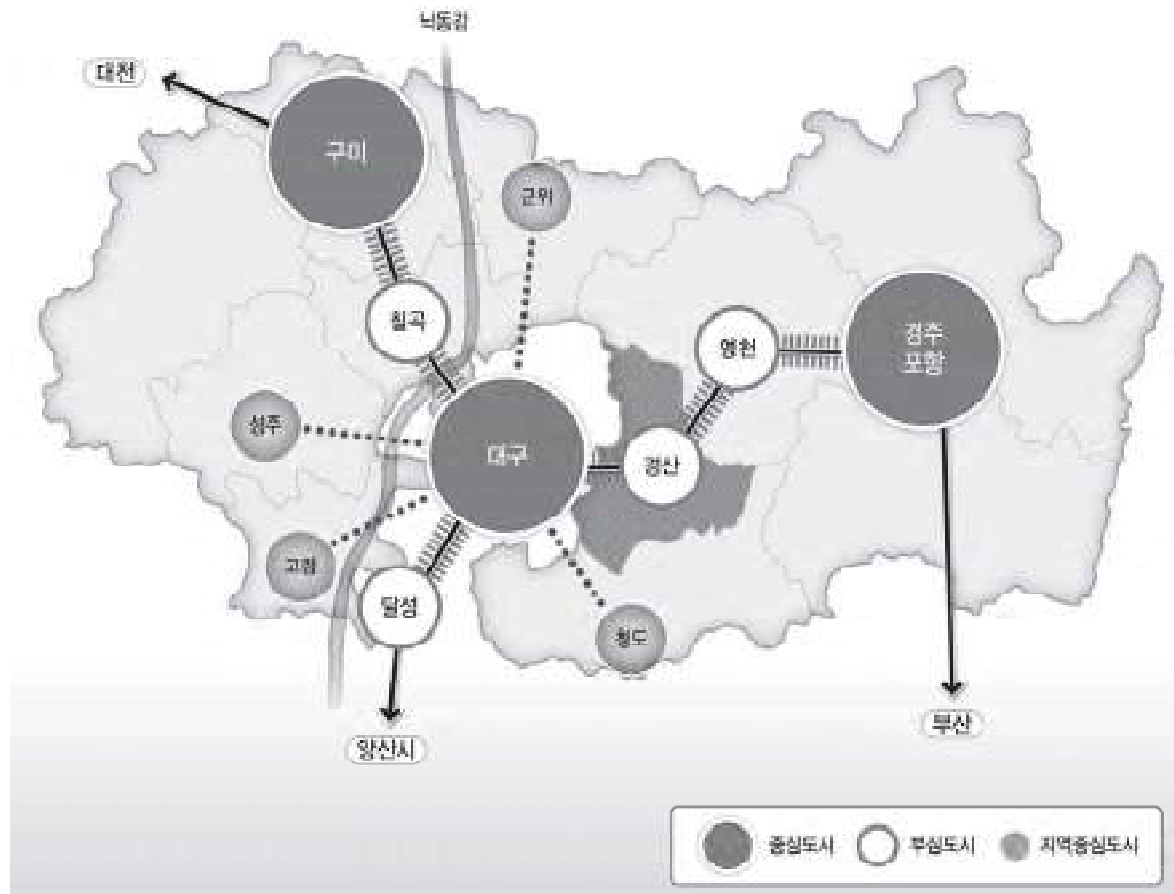 낙동강
대전
구미
군위
칠곡
영천
경주
포항
성주
대구
경산
고령
달성
청도
양산시
부산
중심도시
부심도시
지역중심도시